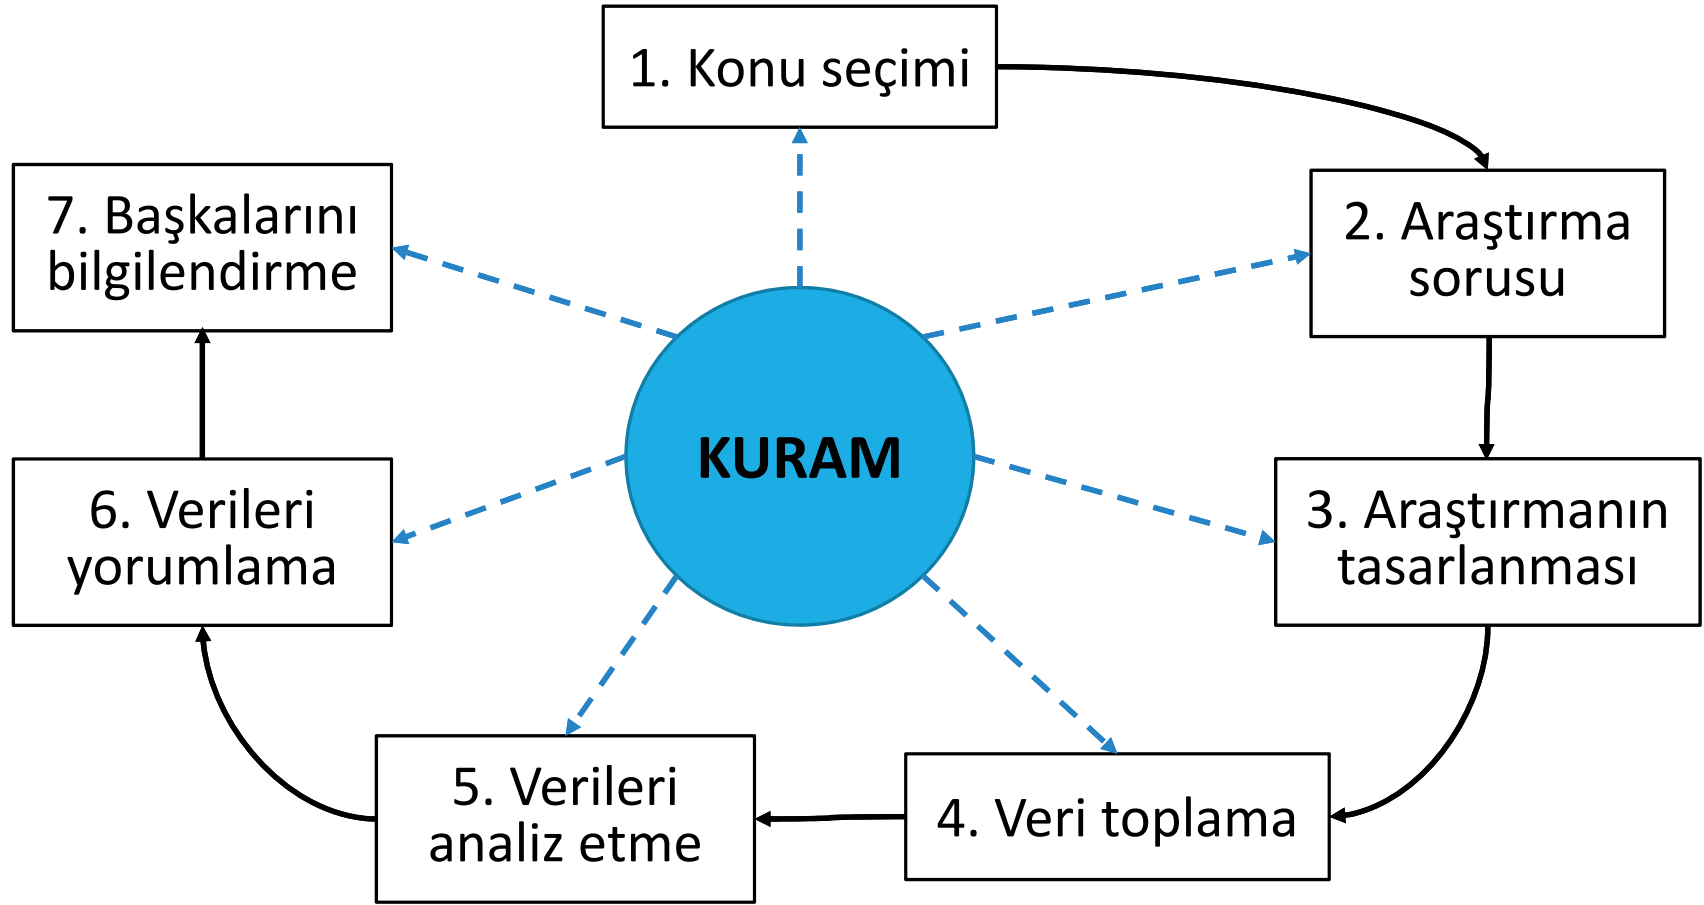 1. Konu seçimi
2. Araştırma
sorusu
3. Araştırmanın
tasarlanması
4. Veri toplama
5. Verileri
analiz etme
6. Verileri
yorumlama
7. Başkalarını
bilgilendirme
KURAM